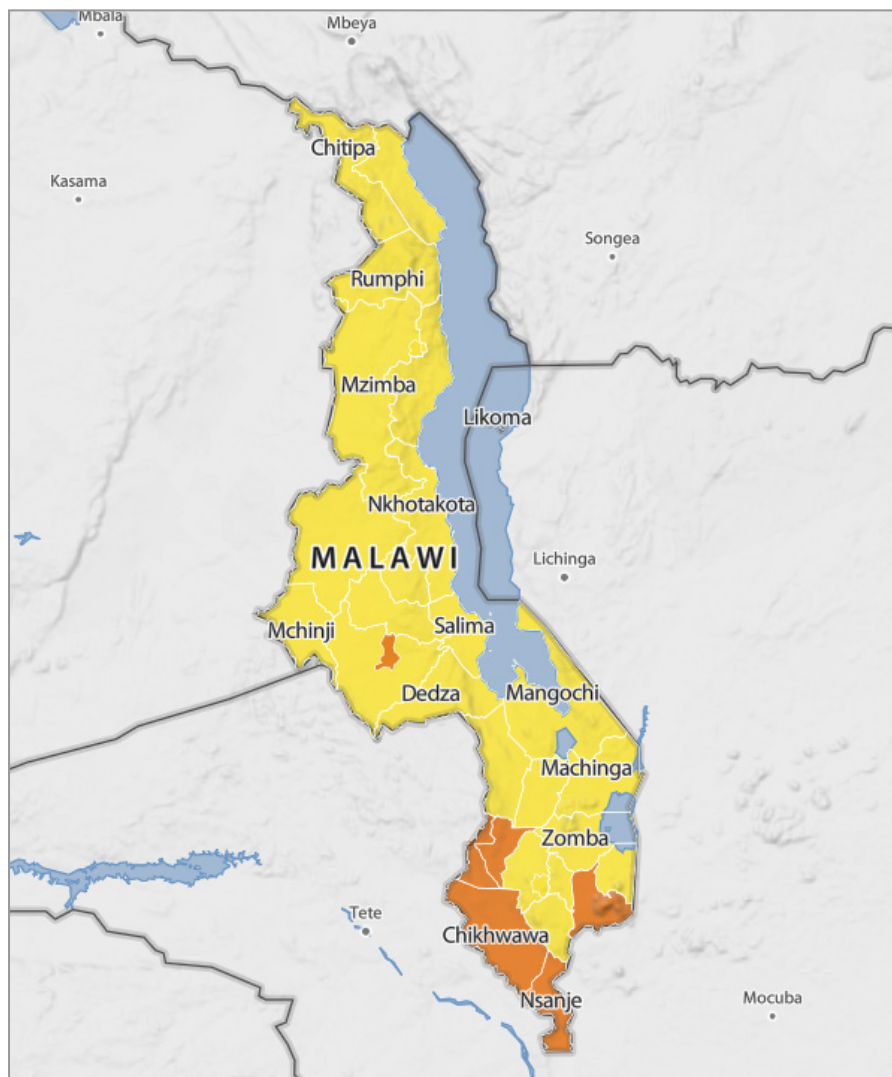 Mbala
Mbeya
Chitipa
Kasama
Songea
Rumphi
Mzimba
Likoma
Nkhotakota
MALAWI
Lichinga
Mchinji
Salima
Dedza
Mangochi
Machinga
Zomba
Tete
Chikhwawa
Nsanje
Mocuba